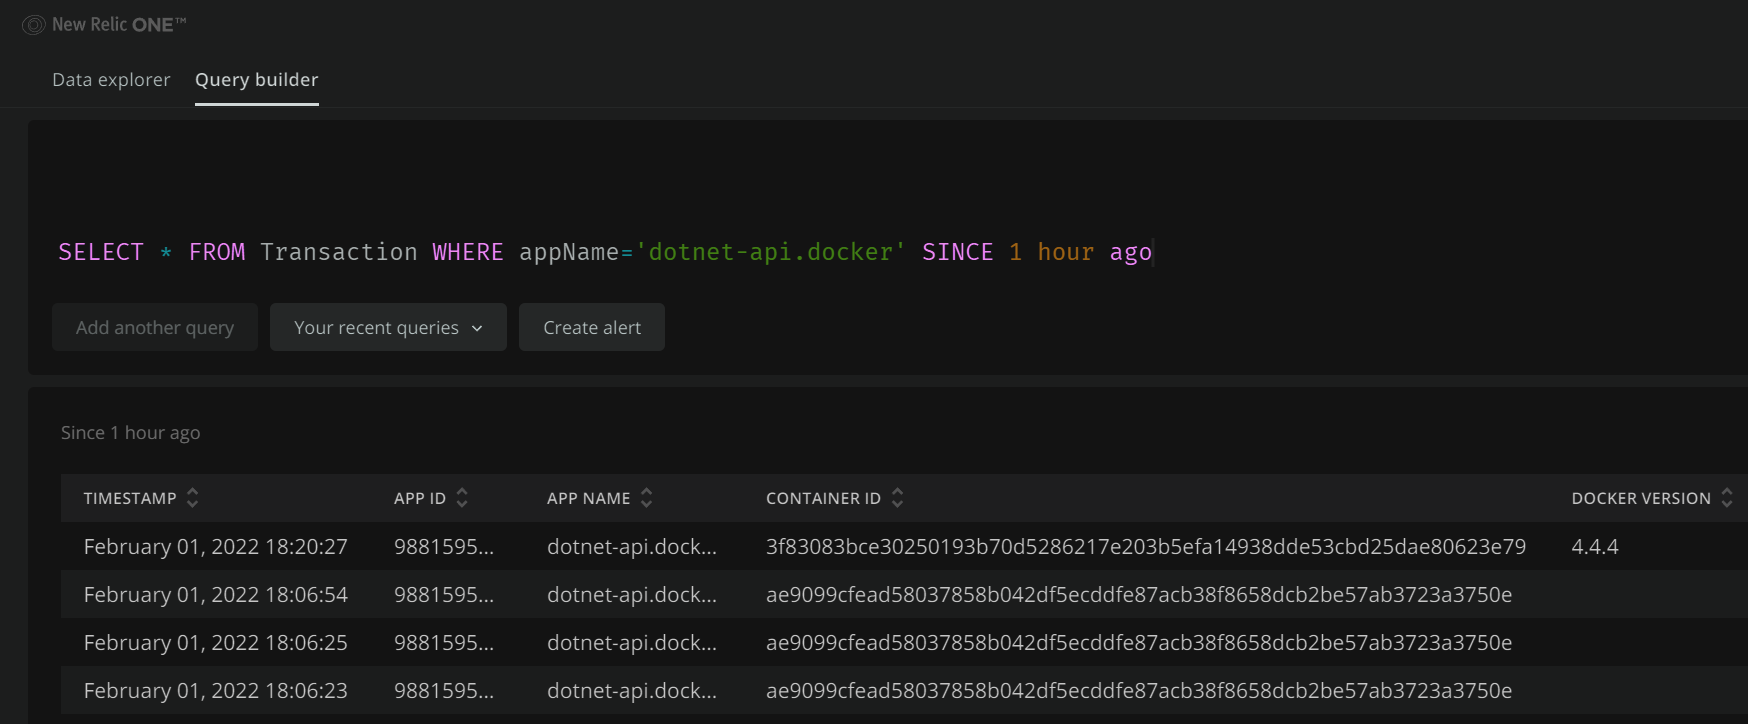 New Relic ONE™
Data explorer Query builder
SELECT * FROM Transaction WHERE appName='dotnet-api.docker' SINCE 1 hour ago
Add another query Your recent queries Create alert
Since 1 hour ago
TIMESTAMP APP ID APP NAME CONTAINER ID DOCKER VERSION
February 01, 2022 18:20:27 9881595... dotnet-api.dock... 3f83083bce30250193b70d5286217e203b5efa14938dde53cbd25dae80623e79 4.4.4
February 01, 2022 18:06:54 9881595... dotnet-api.dock... ae9099cfead58037858b042df5ecddfe87acb38f8658dcb2be57ab3723a3750e
February 01, 2022 18:06:25 9881595... dotnet-api.dock... ae9099cfead58037858b042df5ecddfe87acb38f8658dcb2be57ab3723a3750e
February 01, 2022 18:06:23 9881595... dotnet-api.dock... ae9099cfead58037858b042df5ecddfe87acb38f8658dcb2be57ab3723a3750e